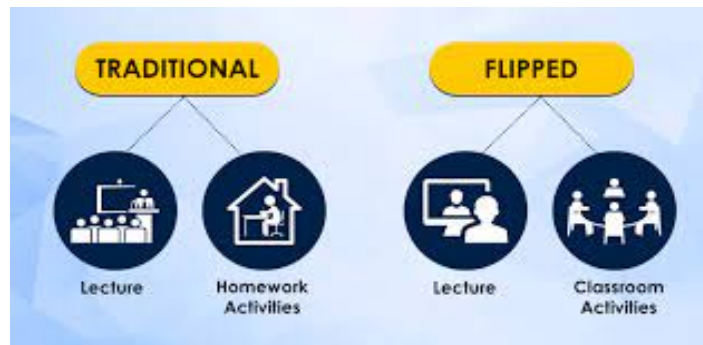 TRADITIONAL
FLIPPED
Lecture
Homework
Activities
Lecture
Classroom
Activities